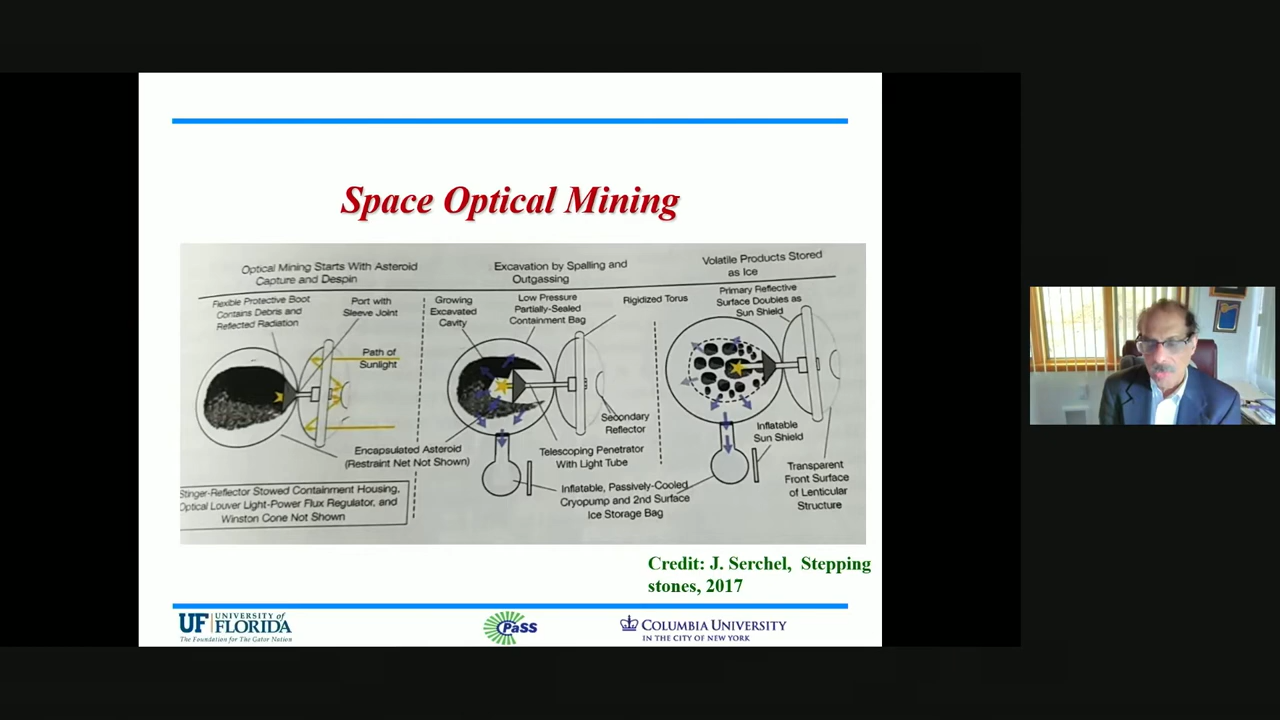 Space Optical Mining
Optical Mining Starts With Asteroid
Capture and Despin
Excavation by Spalling and
Outgassing
Volatile Products Stored
as Ice
Flexible Protective Boot
Contains Debris and
Reflected Radiation
Port with
Sleeve Joint
Growing
Excavated
Cavity
Low Pressure
Partially-Sealed
Containment Bag
Rigidized Torus
Primary Reflective
Surface Doubles as
Sun Shield
Path of
Sunlight
Encapsulated Asteroid
(Restraint Net Not Shown)
Secondary
Reflector
Telescoping Penetrator
With Light Tube
Inflatable
Sun Shield
Inflatable, Passively-Cooled
Cryopump and 2nd Surface
Ice Storage Bag
Transparent
Front Surface
of Lenticular
Structure
Stinger-Reflector Stowed Containment Housing,
Optical Louver Light-Power Flux Regulator, and
Winston Cone Not Shown
Credit: J. Serchel, Stepping
stones, 2017
UF UNIVERSITY of
FLORIDA
The Foundation for The Gator Nation
PaSS
COLUMBIA UNIVERSITY
IN THE CITY OF NEW YORK